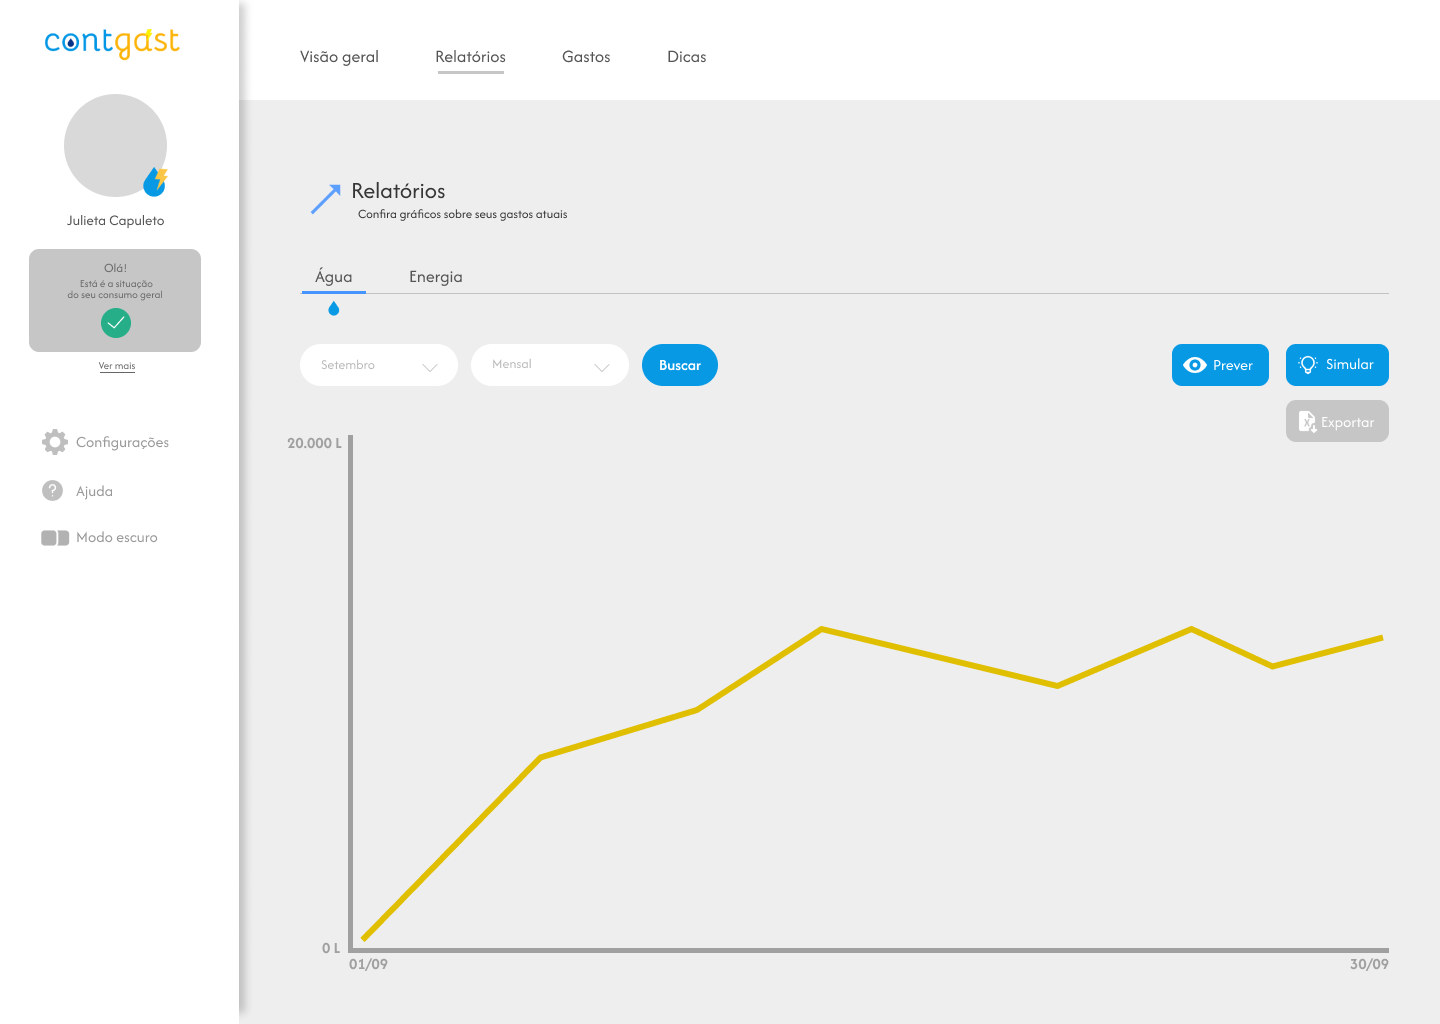 contgast
Julieta Capuleto
Olá!
Está é a situação
do seu consumo geral
Ver mais
Configurações
Ajuda
Modo escuro
Visão geral
Relatórios
Gastos
Dicas
Relatórios
Confira gráficos sobre seus gastos atuais
Água
Energia
Setembro
Mensal
Buscar
Prever
Simular
Exportar
20.000 L
0 L
01/09
30/09